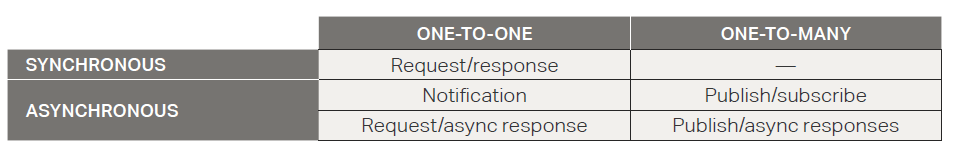 ONE-TO-ONE ONE-TO-MANY
SYNCHRONOUS Request/response —
ASYNCHRONOUS
Notification Publish/subscribe
Request/async response Publish/async responses